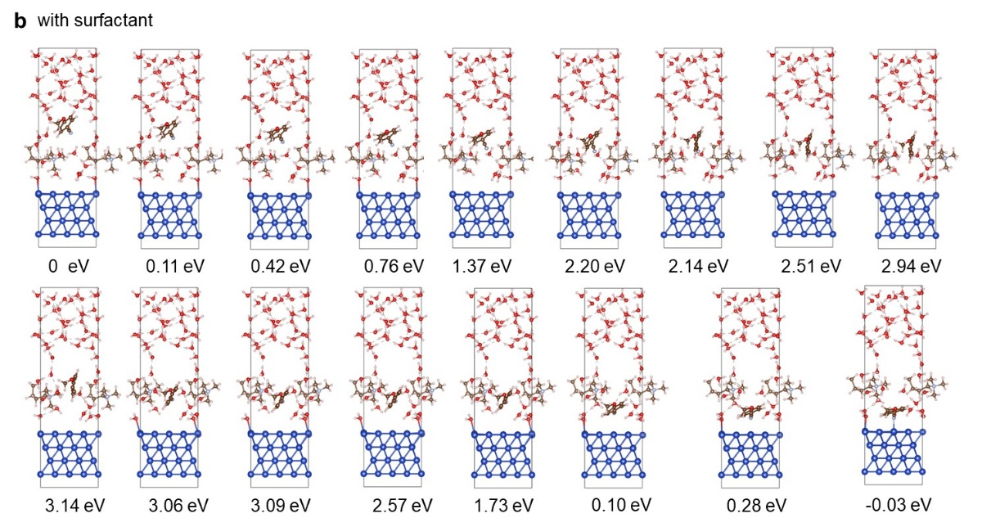 b with surfactant
0 eV 0.11 eV 0.42 eV 0.76 eV 1.37 eV 2.20 eV 2.14 eV 2.51 eV 2.94 eV
3.14 eV 3.06 eV 3.09 eV 2.57 eV 1.73 eV 0.10 eV 0.28 eV -0.03 eV